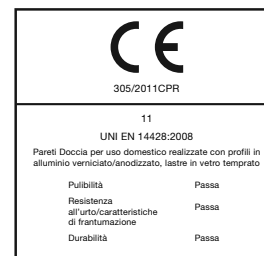 CE
305/2011CPR
11
UNI EN 14428:2008
Pareti Doccia per uso domestico realizzate con profili in
alluminio verniciato/anodizzato, lastre in vetro temprato
Pulibilità Passa
Resistenza
all'urto/caratteristiche Passa
di frantumazione
Durabilità Passa